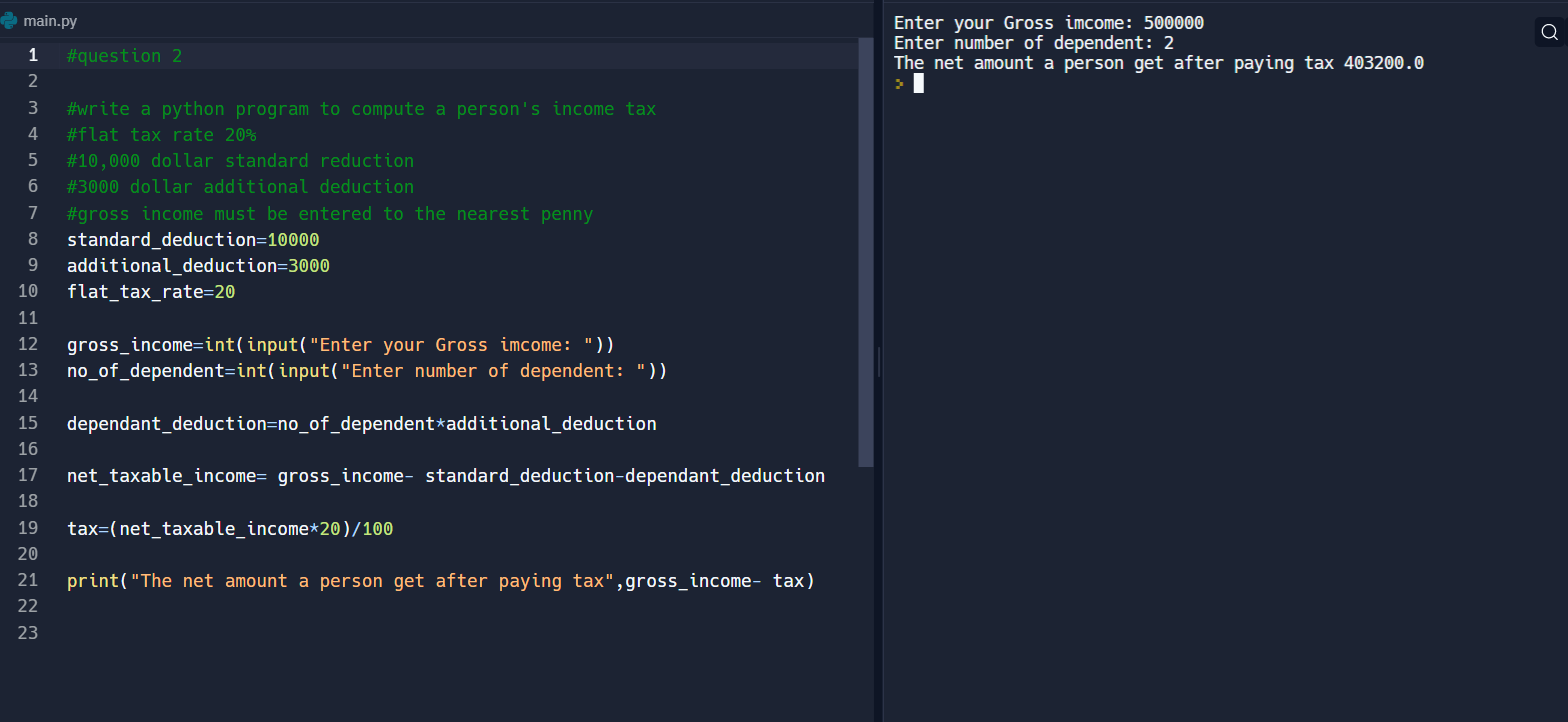 main.py
1 #question 2
2
3 #write a python program to compute a person's income tax
4 #flat tax rate 20%
5 #10,000 dollar standard reduction
6 #3000 dollar additional deduction
7 #gross income must be entered to the nearest penny
8 standard_deduction=10000
9 additional_deduction=3000
10 flat_tax_rate=20
11
12 gross_income=int(input("Enter your Gross imcome: "))
13 no_of_dependent=int(input("Enter number of dependent: "))
14
15 dependant_deduction=no_of_dependent*additional_deduction
16
17 net_taxable_income= gross_income- standard_deduction-dependant_deduction
18
19 tax=(net_taxable_income*20)/100
20
21 print("The net amount a person get after paying tax",gross_income- tax)
22
23
Enter your Gross imcome: 500000
Enter number of dependent: 2
The net amount a person get after paying tax 403200.0
>